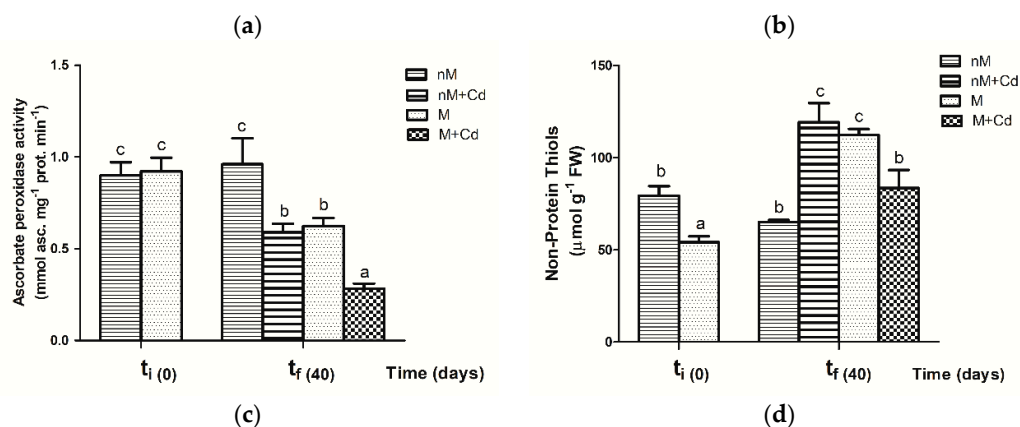 (a)
(b)
Ascorbate peroxidase activity
(mmol asc. mg⁻¹ prot. min⁻¹)
1.5
1.0
0.5
0.0
c
c
c
b
b
a
nM
nM+Cd
M
M+Cd
tᵢ (0)
t_f (40)
Time (days)
Non-Protein Thiols
(μmol g⁻¹ FW)
150
100
50
0
b
a
b
c
c
b
nM
nM+Cd
M
M+Cd
tᵢ (0)
t_f (40)
Time (days)
(c)
(d)